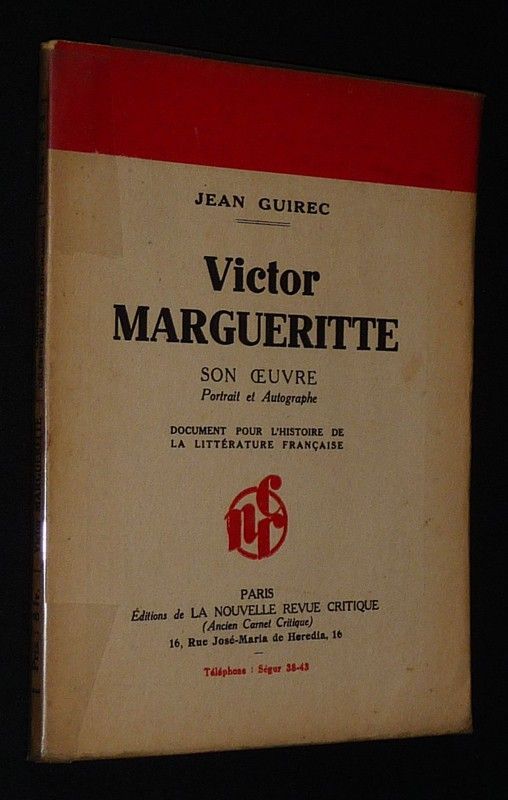 JEAN GUIREC
Victor
MARGUERITTE
SON ŒUVRE
Portrait et Autographe
DOCUMENT POUR L'HISTOIRE DE
LA LITTÉRATURE FRANÇAISE
nrc
PARIS
Éditions de LA NOUVELLE REVUE CRITIQUE
(Ancien Carnet Critique)
16, Rue José-Maria de Heredia, 16
Téléphone : Ségur 38-43